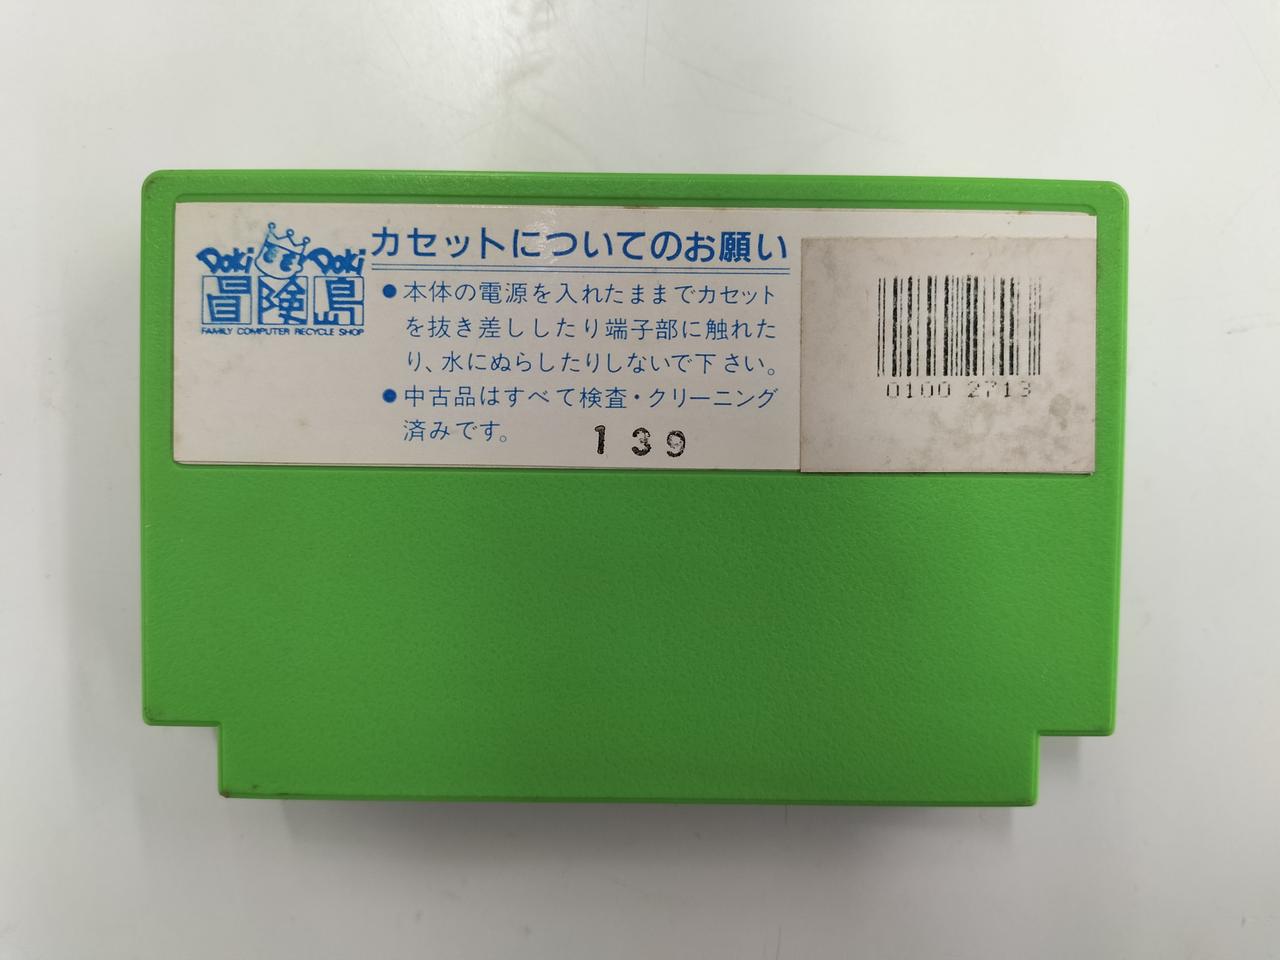 Doki Doki
冒険島
FAMILY COMPUTER RECYCLE SHOP
カセットについてのお願い
●本体の電源を入れたままでカセット
を抜き差ししたり端子部に触れた
り、水にぬらしたりしないで下さい。
●中古品はすべて検査・クリーニング
済みです。
139
0100 2713